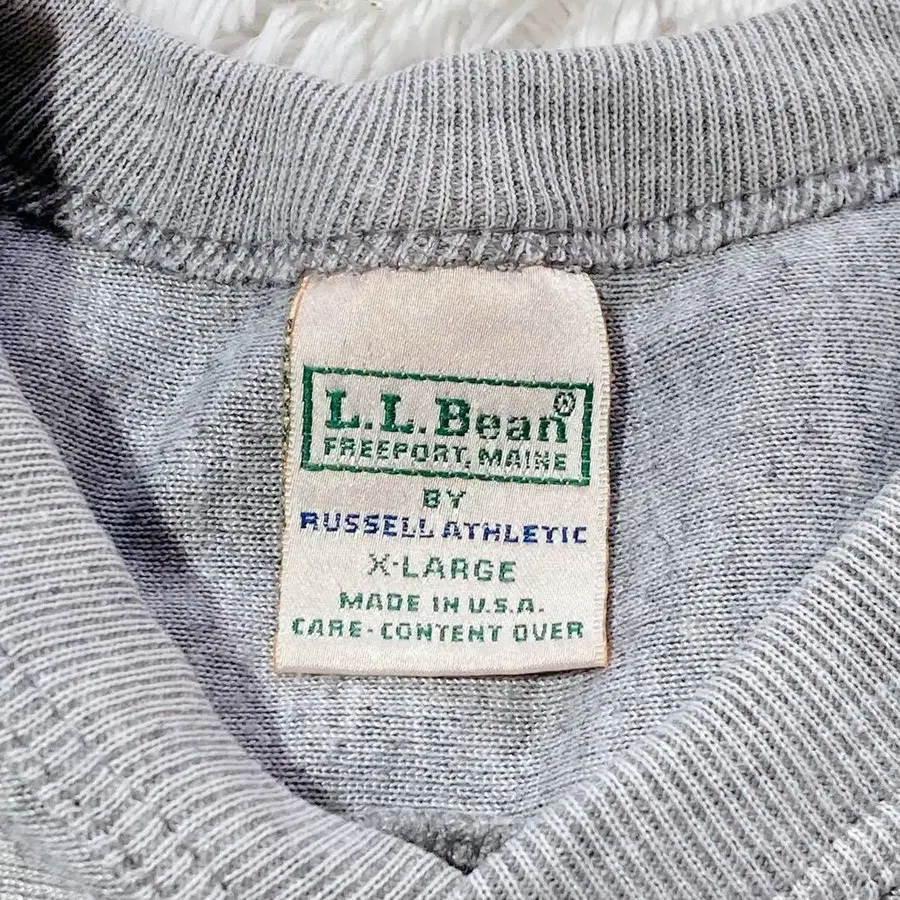 L.L.Bean®
FREEPORT, MAINE
BY
RUSSELL ATHLETIC
X-LARGE
MADE IN U.S.A.
CARE-CONTENT OVER